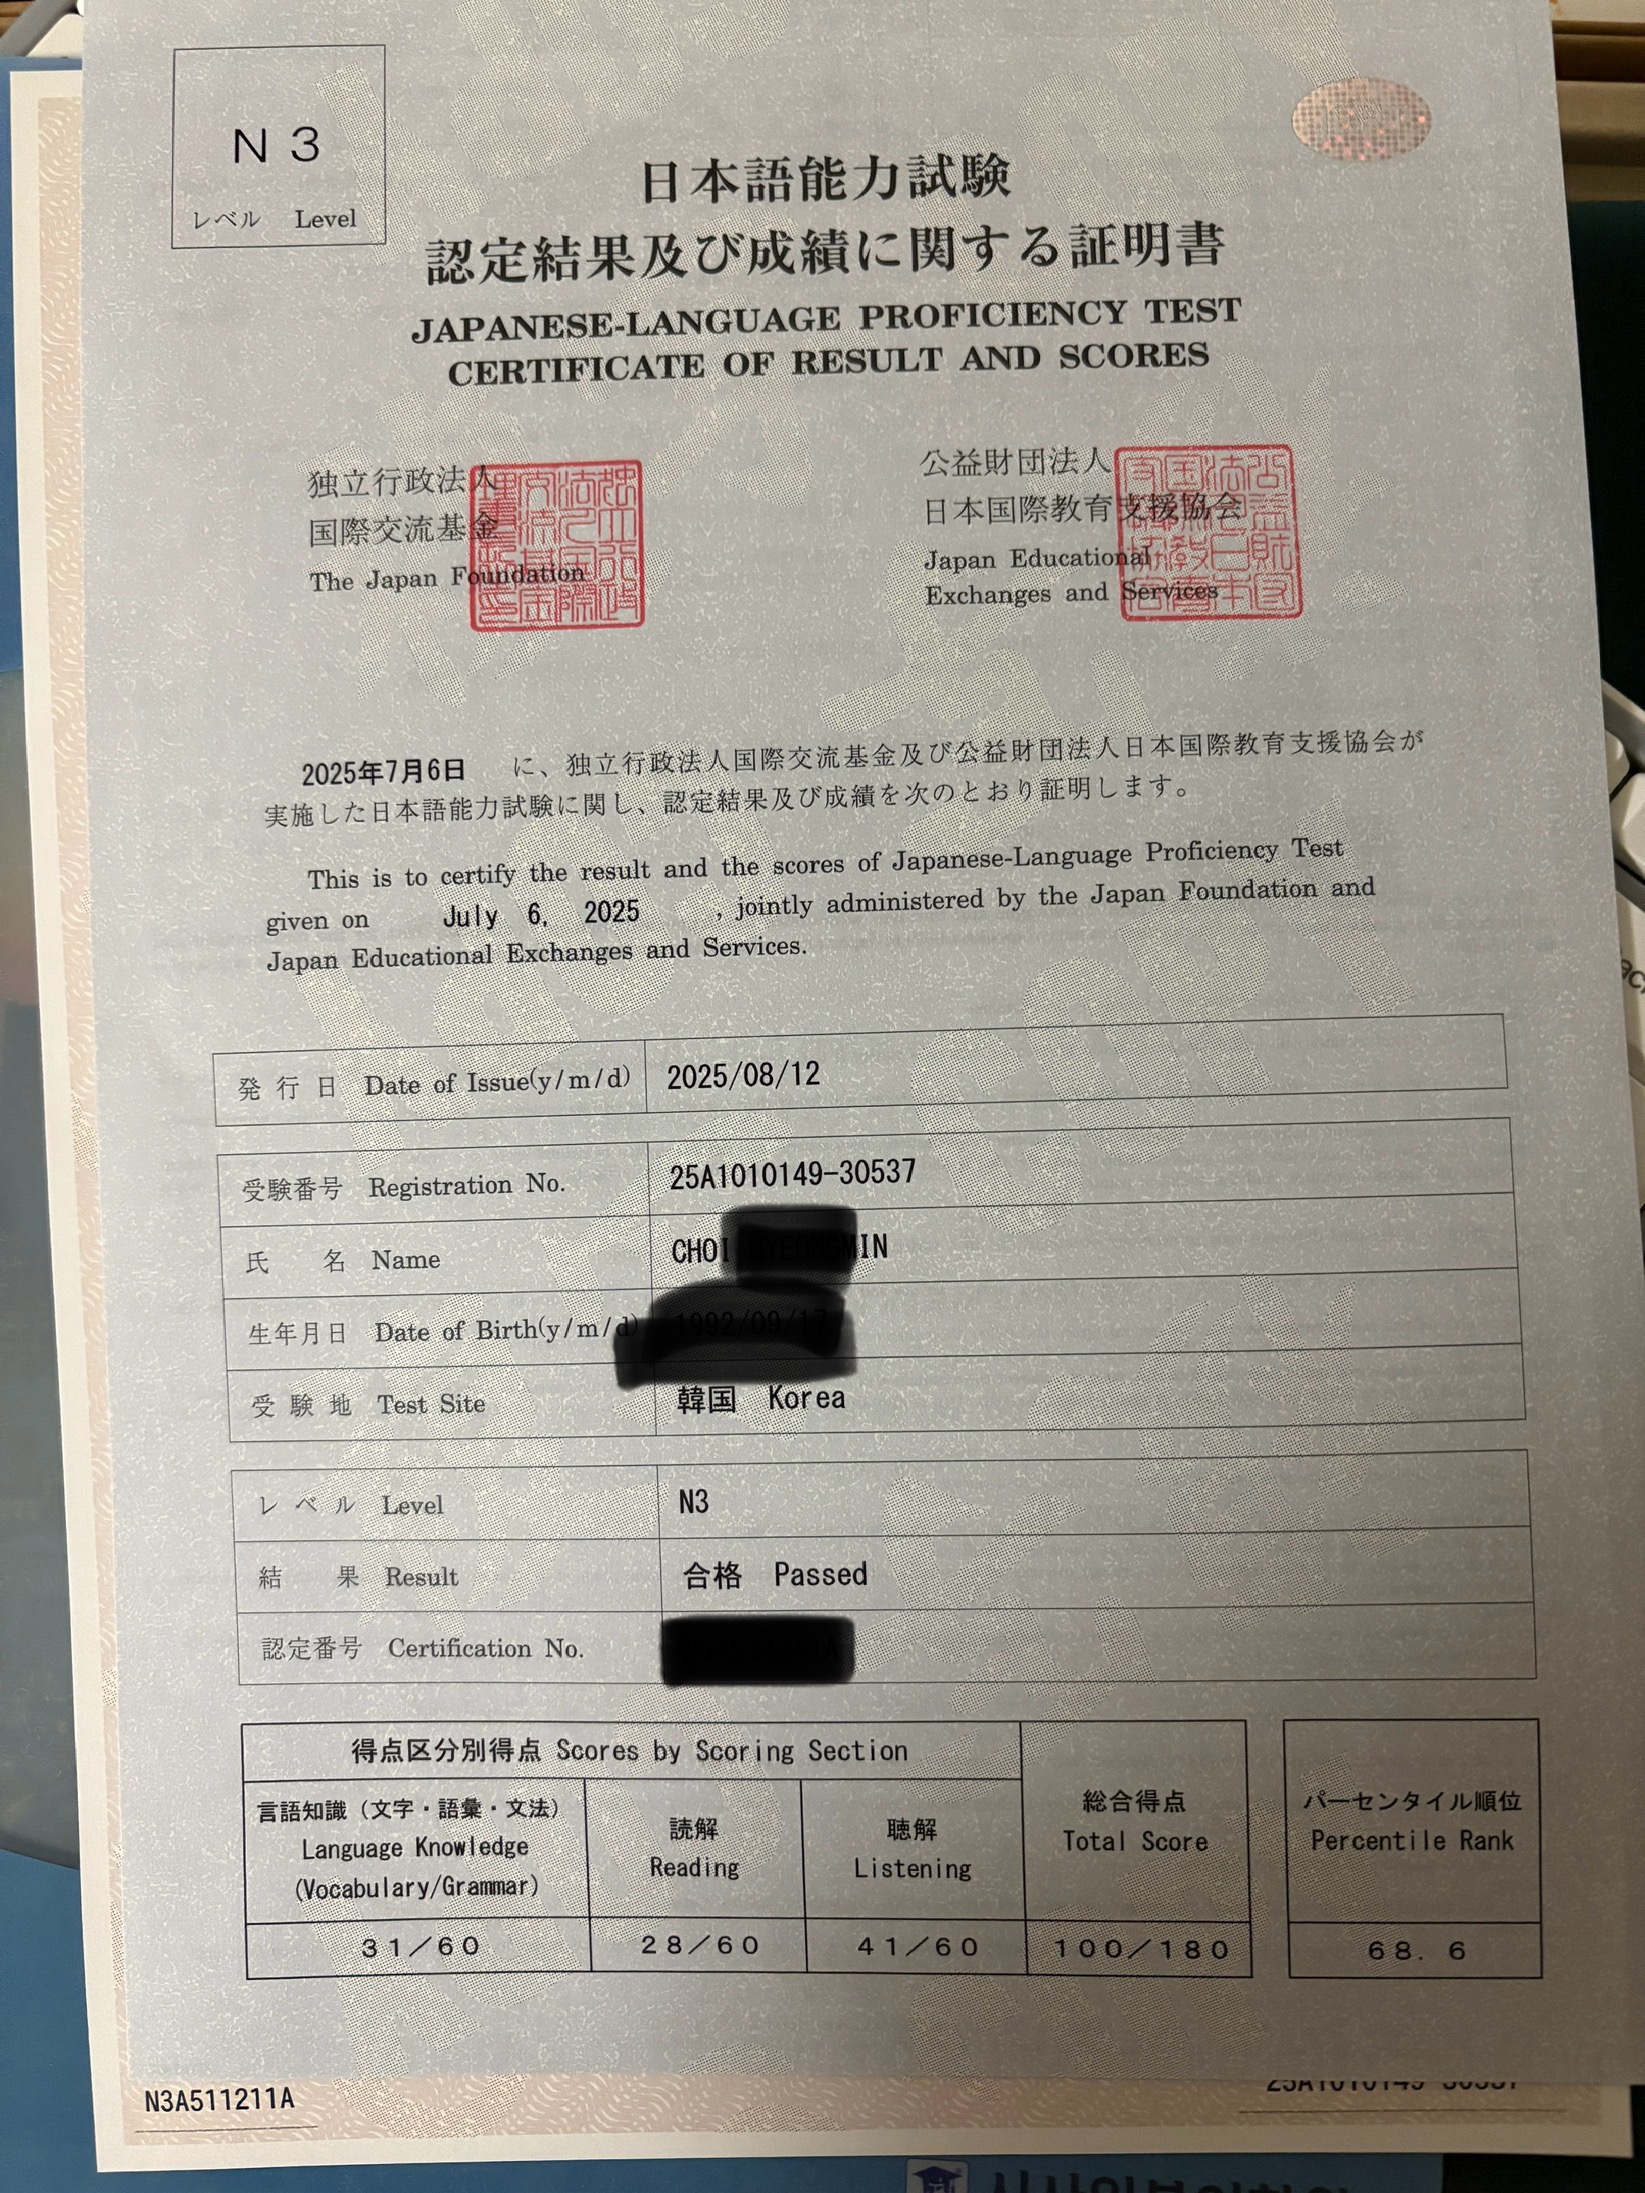 N3
レベル Level
日本語能力試験
認定結果及び成績に関する証明書
JAPANESE-LANGUAGE PROFICIENCY TEST
CERTIFICATE OF RESULT AND SCORES
独立行政法人
国際交流基金
The Japan Foundation
公益財団法人
日本国際教育支援協会
Japan Educational
Exchanges and Services
2025年7月6日 に、独立行政法人国際交流基金及び公益財団法人日本国際教育支援協会が
実施した日本語能力試験に関し、認定結果及び成績を次のとおり証明します。
This is to certify the result and the scores of Japanese-Language Proficiency Test
given on July 6, 2025 , jointly administered by the Japan Foundation and
Japan Educational Exchanges and Services.
発行日 Date of Issue(y/m/d) 2025/08/12
受験番号 Registration No. 25A1010149-30537
氏名 Name CHOI
生年月日 Date of Birth(y/m/d)
受験地 Test Site 韓国 Korea
レベル Level N3
結果 Result 合格 Passed
認定番号 Certification No.
得点区分別得点 Scores by Scoring Section
言語知識（文字・語彙・文法）
Language Knowledge
(Vocabulary/Grammar)
読解
Reading
聴解
Listening
総合得点
Total Score
パーセンタイル順位
Percentile Rank
31/60 28/60 41/60 100/180 68.6
N3A511211A